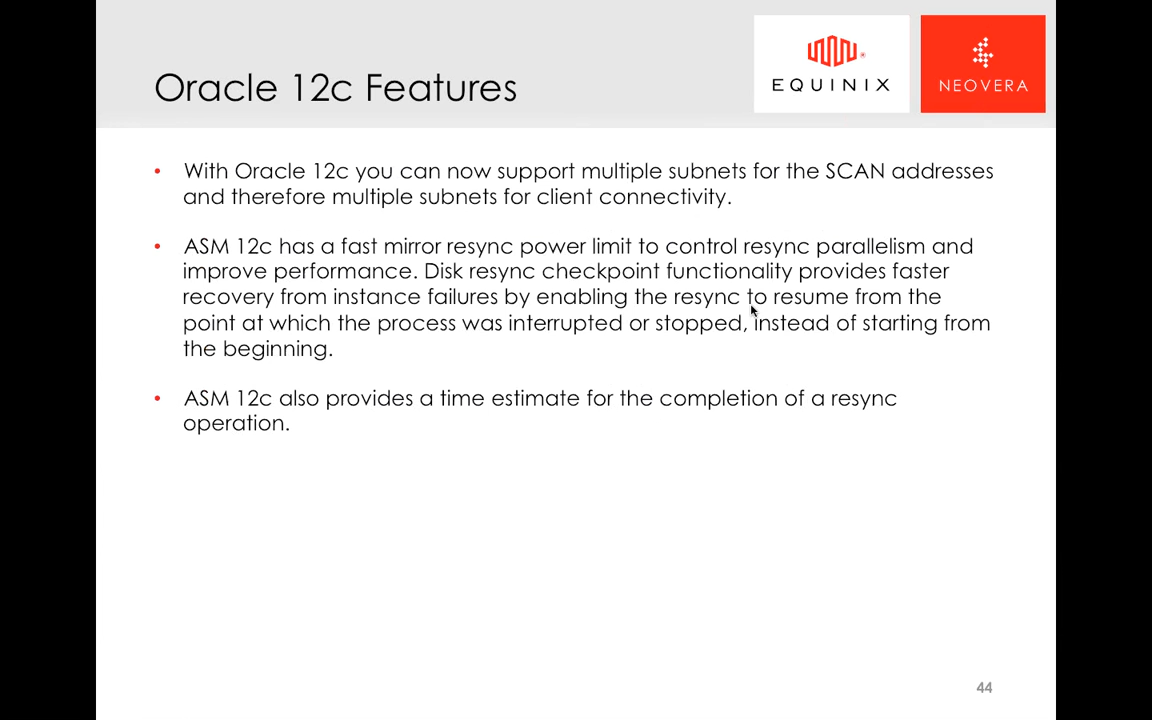 Oracle 12c Features
EQUINIX
NEOVERA
• With Oracle 12c you can now support multiple subnets for the SCAN addresses
and therefore multiple subnets for client connectivity.
• ASM 12c has a fast mirror resync power limit to control resync parallelism and
improve performance. Disk resync checkpoint functionality provides faster
recovery from instance failures by enabling the resync to resume from the
point at which the process was interrupted or stopped, instead of starting from
the beginning.
• ASM 12c also provides a time estimate for the completion of a resync
operation.
44